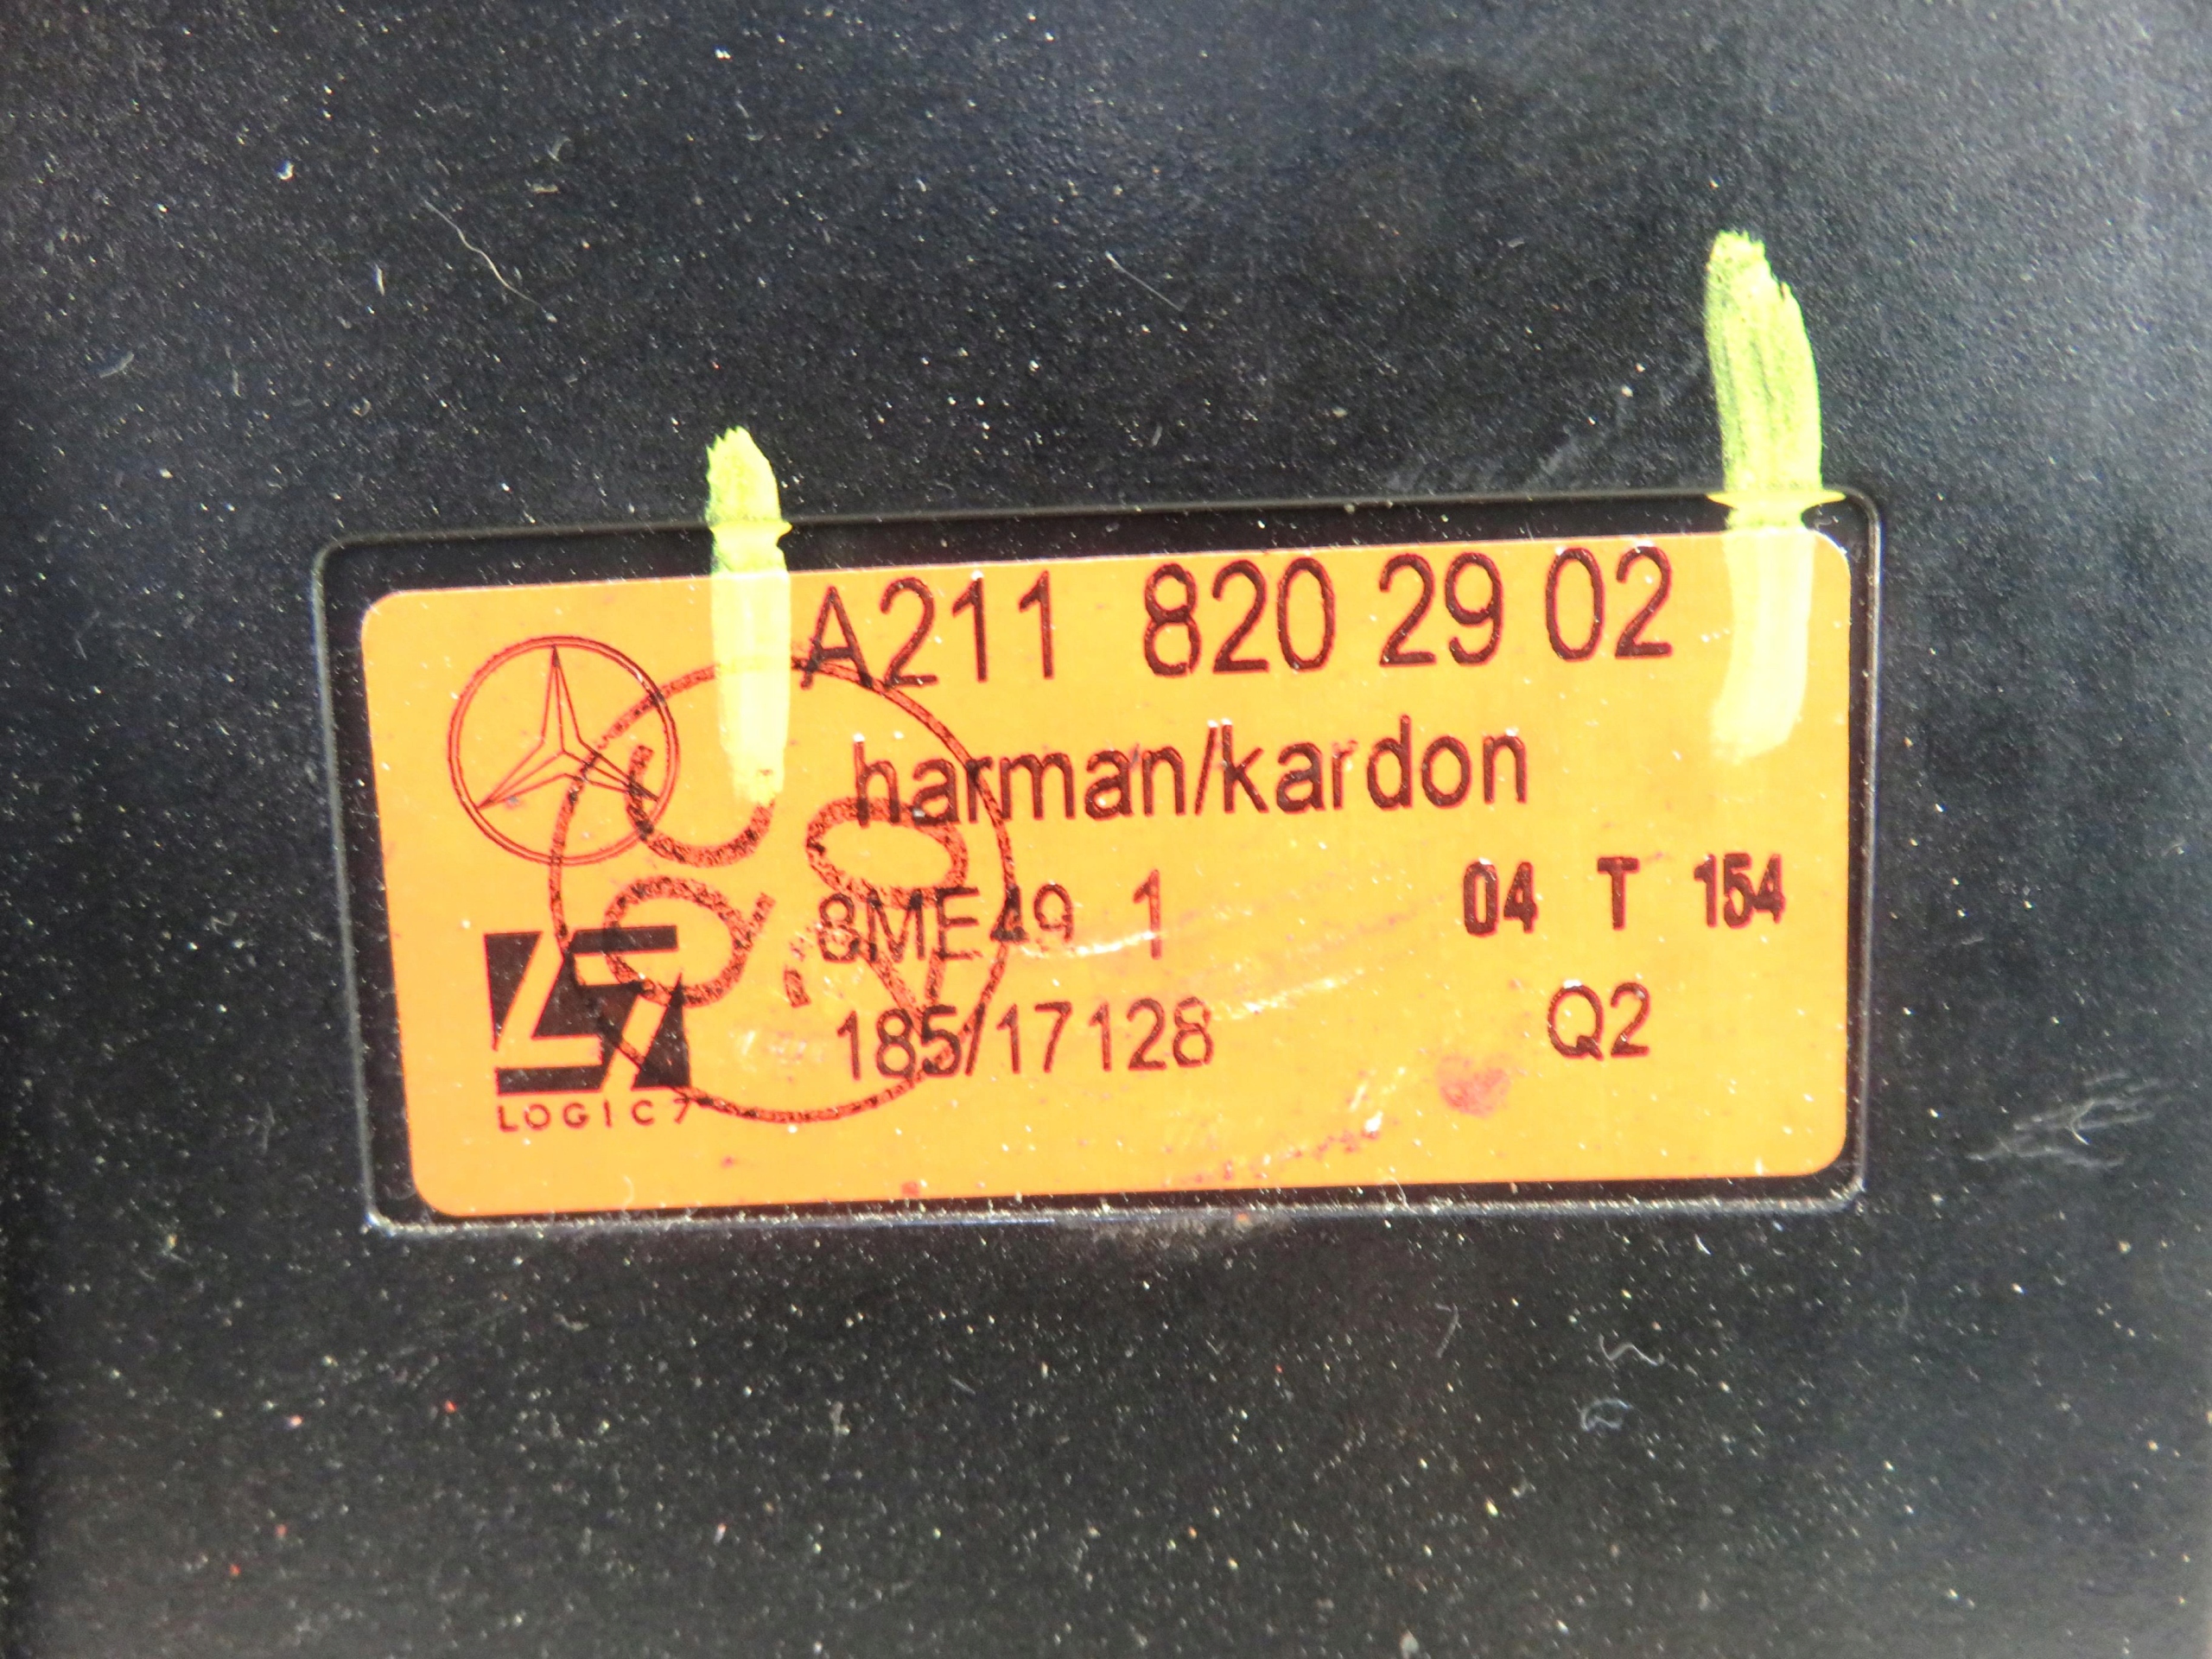 A211 820 29 02
harman/kardon
8ME49 1 04 T 154
185/17128 Q2
LOGIC7